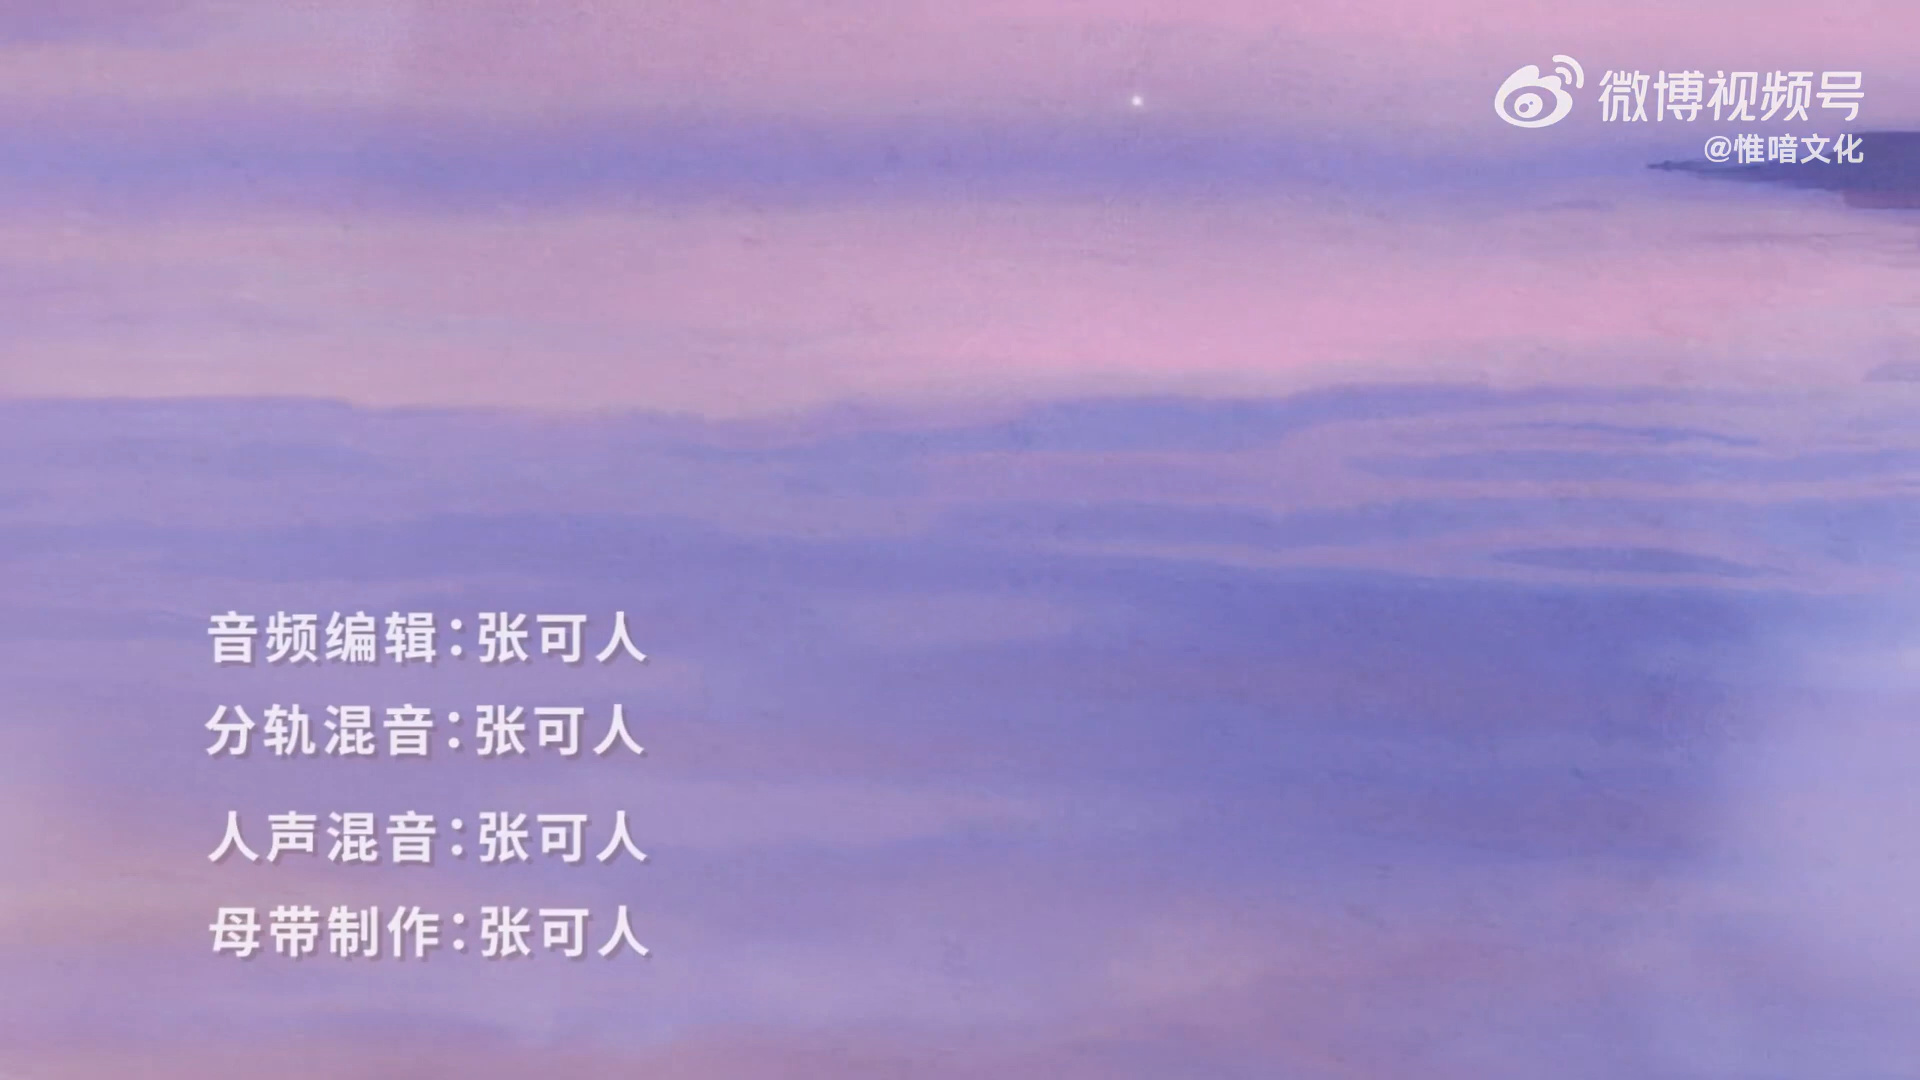 微博视频号
@惟喑文化
音频编辑：张可人
分轨混音：张可人
人声混音：张可人
母带制作：张可人